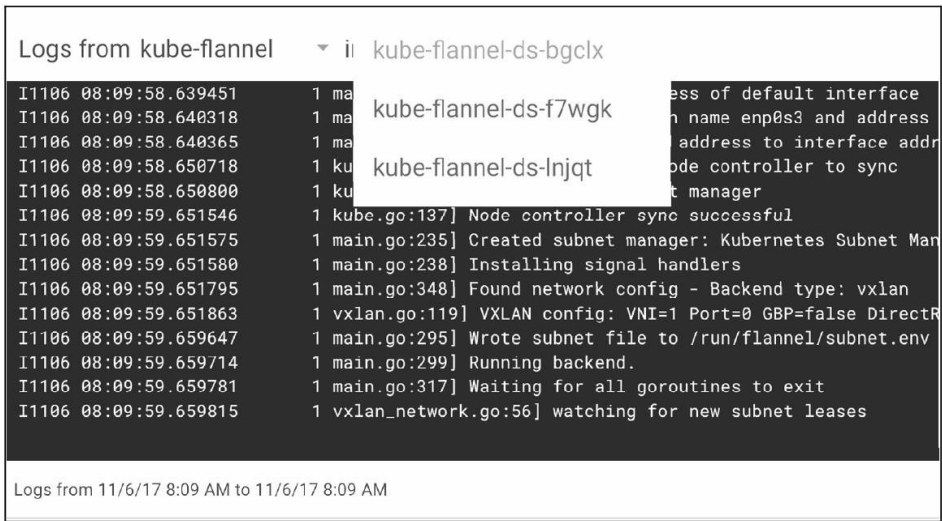 Logs from kube-flannel
kube-flannel-ds-bgclx
kube-flannel-ds-f7wgk
kube-flannel-ds-lnjqt
I1106 08:09:58.639451 1 ma ess of default interface
I1106 08:09:58.640318 1 ma name enp0s3 and address
I1106 08:09:58.640365 1 ma address to interface addr
I1106 08:09:58.650718 1 ku ode controller to sync
I1106 08:09:58.650800 1 ku t manager
I1106 08:09:59.651546 1 kube.go:137] Node controller sync successful
I1106 08:09:59.651575 1 main.go:235] Created subnet manager: Kubernetes Subnet Man
I1106 08:09:59.651580 1 main.go:238] Installing signal handlers
I1106 08:09:59.651795 1 main.go:348] Found network config - Backend type: vxlan
I1106 08:09:59.651863 1 vxlan.go:119] VXLAN config: VNI=1 Port=0 GBP=false DirectR
I1106 08:09:59.659647 1 main.go:295] Wrote subnet file to /run/flannel/subnet.env
I1106 08:09:59.659714 1 main.go:299] Running backend.
I1106 08:09:59.659781 1 main.go:317] Waiting for all goroutines to exit
I1106 08:09:59.659815 1 vxlan_network.go:56] watching for new subnet leases
Logs from 11/6/17 8:09 AM to 11/6/17 8:09 AM